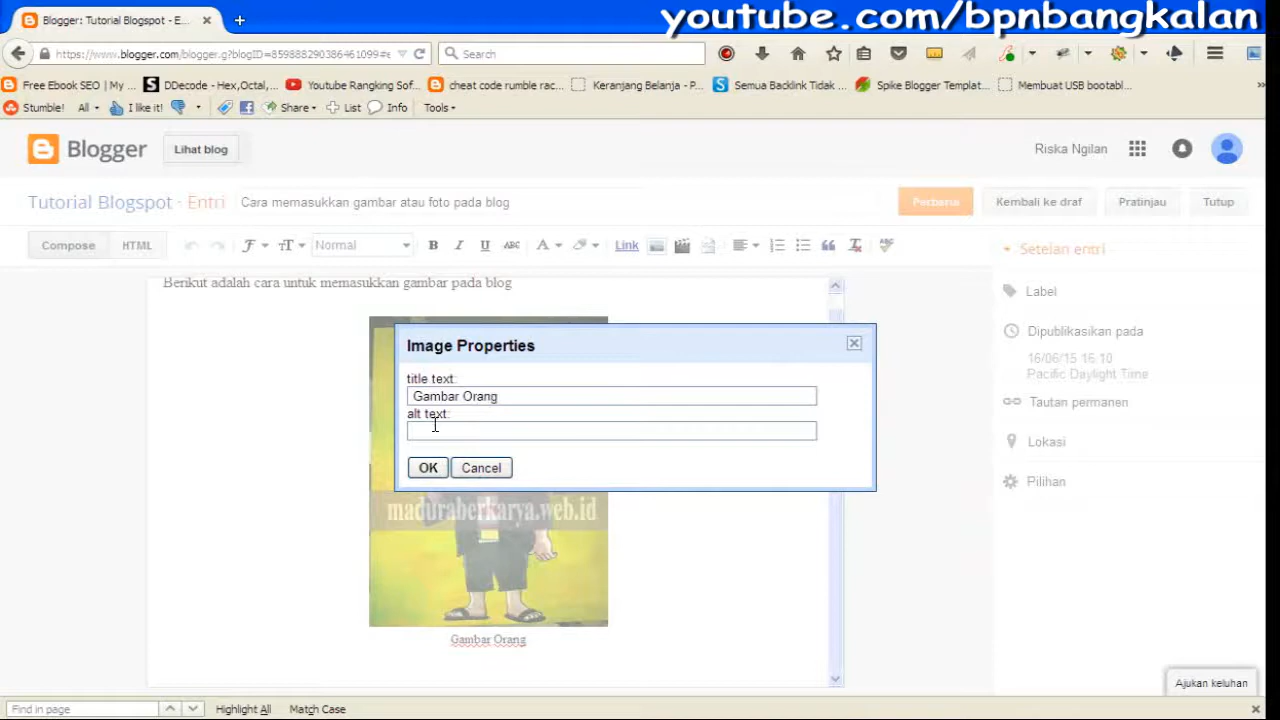 youtube.com/bpnbangkalan
Blogger: Tutorial Blogspot - E...
https://www.blogger.com/blogger.g?blogID=859888290386461099#e
Search
Free Ebook SEO | My ...
DDecode - Hex,Octal,...
Youtube Rangking Sof...
cheat code rumble rac...
Keranjang Belanja - P...
Semua Backlink Tidak ...
Spike Blogger Templat...
Membuat USB bootabl...
Stumble!
All
I like it!
Share
List
Info
Tools
Blogger
Lihat blog
Riska Ngilan
Tutorial Blogspot · Entri
Cara memasukkan gambar atau foto pada blog
Perbarui
Kembali ke draf
Pratinjau
Tutup
Compose
HTML
Normal
B
I
U
ABC
A
Link
Setelan entri
Berikut adalah cara untuk memasukkan gambar pada blog
Label
Dipublikasikan pada
16/06/15 16.10
Pacific Daylight Time
Tautan permanen
Lokasi
Pilihan
Image Properties
title text:
Gambar Orang
alt text:
OK
Cancel
maduraberkarya.web.id
Gambar Orang
Ajukan keluhan
Find in page
Highlight All
Match Case